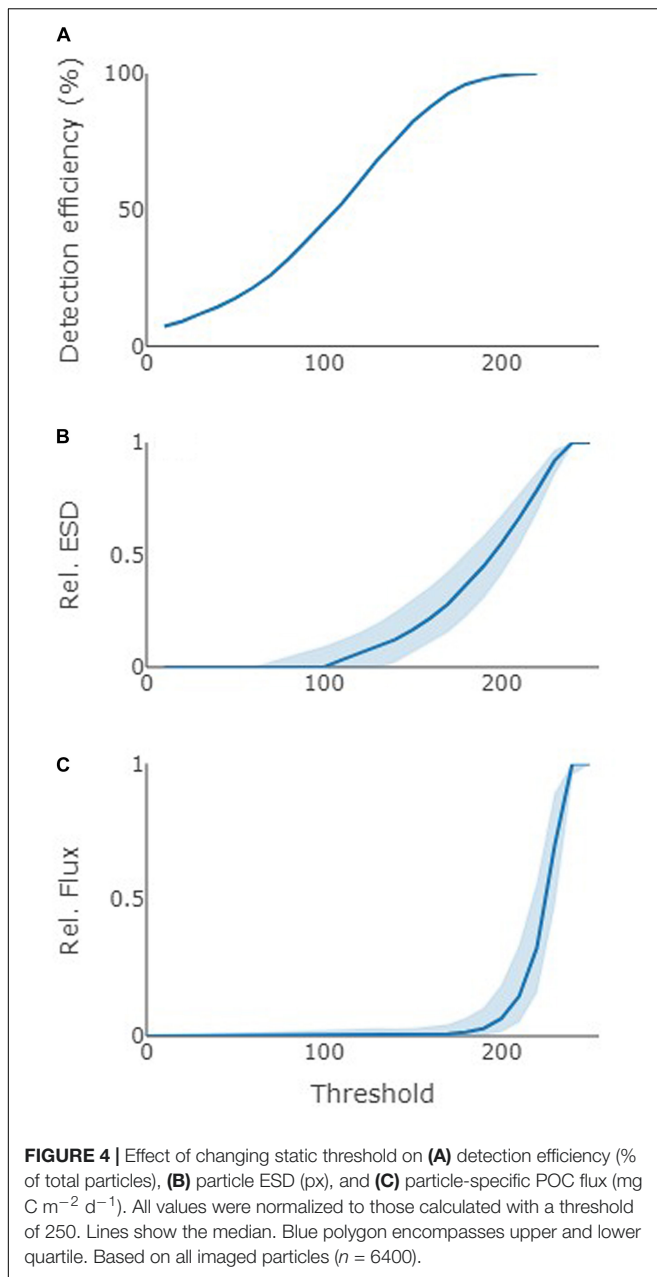 A
Detection efficiency (%)
100
50
0
0
100
200
B
Rel. ESD
1
0.5
0
0
100
200
C
Rel. Flux
1
0.5
0
0
100
200
Threshold
FIGURE 4 | Effect of changing static threshold on (A) detection efficiency (%
of total particles), (B) particle ESD (px), and (C) particle-specific POC flux (mg
C m⁻² d⁻¹). All values were normalized to those calculated with a threshold
of 250. Lines show the median. Blue polygon encompasses upper and lower
quartile. Based on all imaged particles (n = 6400).